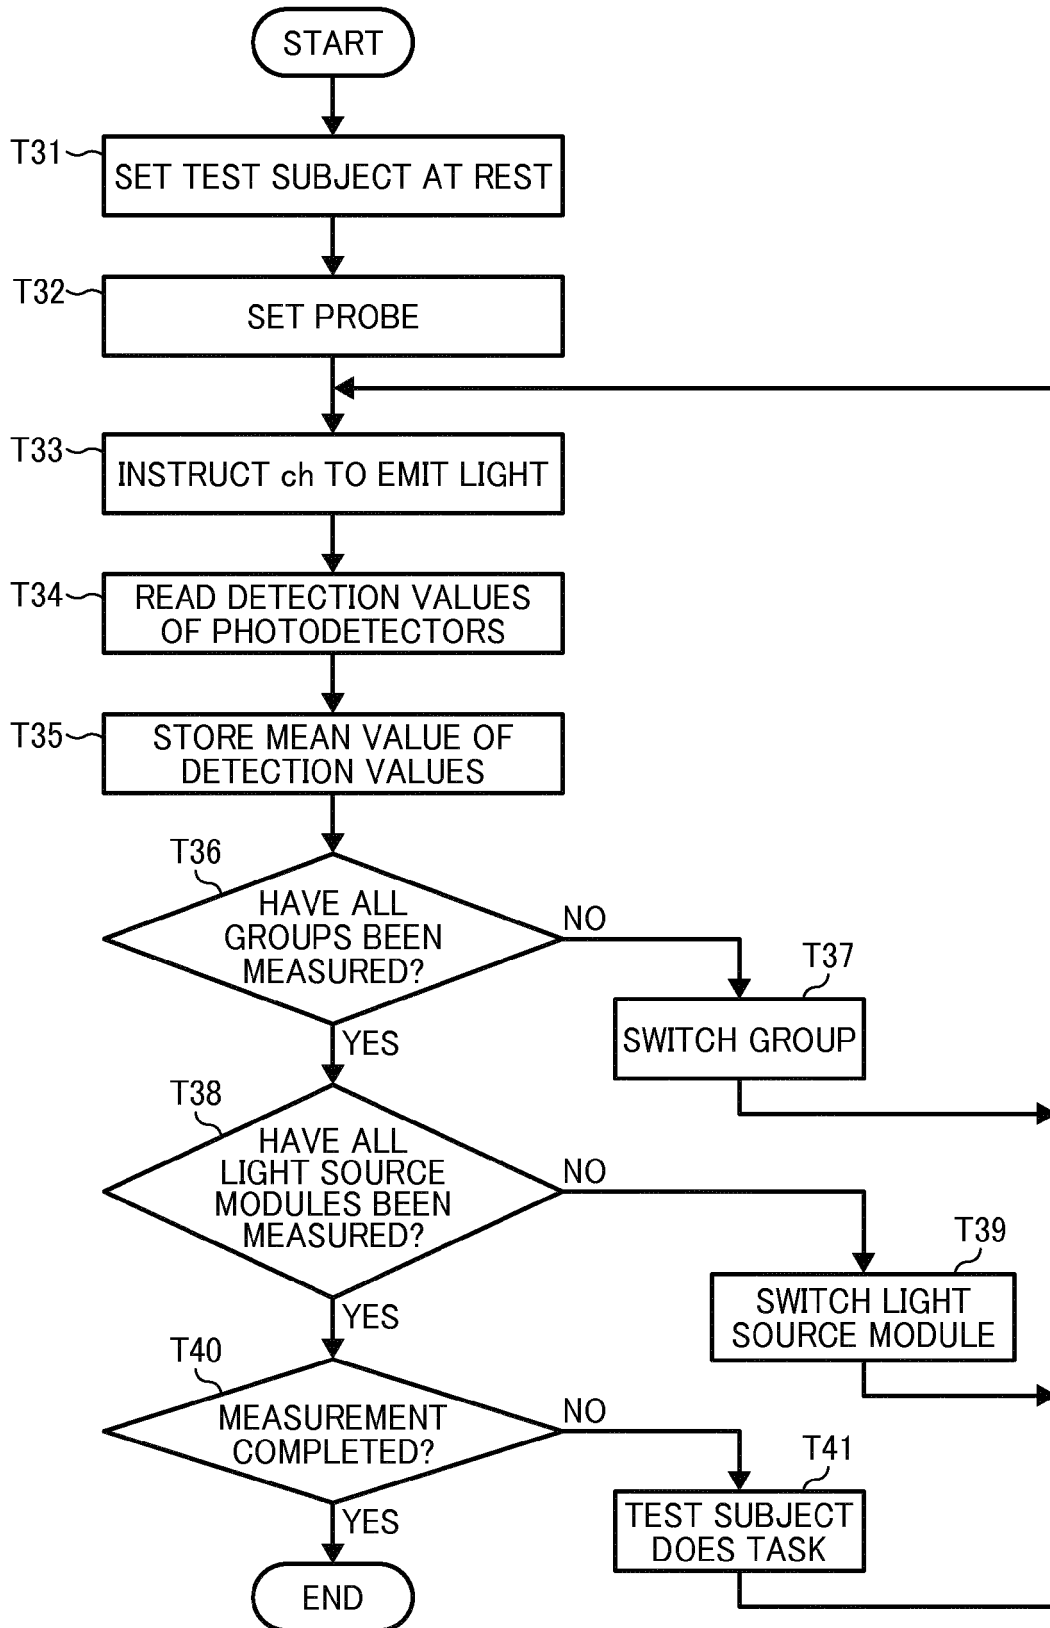 START
T31
SET TEST SUBJECT AT REST
T32
SET PROBE
T33
INSTRUCT ch TO EMIT LIGHT
T34
READ DETECTION VALUES
OF PHOTODETECTORS
T35
STORE MEAN VALUE OF
DETECTION VALUES
T36
HAVE ALL
GROUPS BEEN
MEASURED?
NO
T37
SWITCH GROUP
YES
T38
HAVE ALL
LIGHT SOURCE
MODULES BEEN
MEASURED?
NO
T39
SWITCH LIGHT
SOURCE MODULE
YES
T40
MEASUREMENT
COMPLETED?
NO
T41
TEST SUBJECT
DOES TASK
YES
END